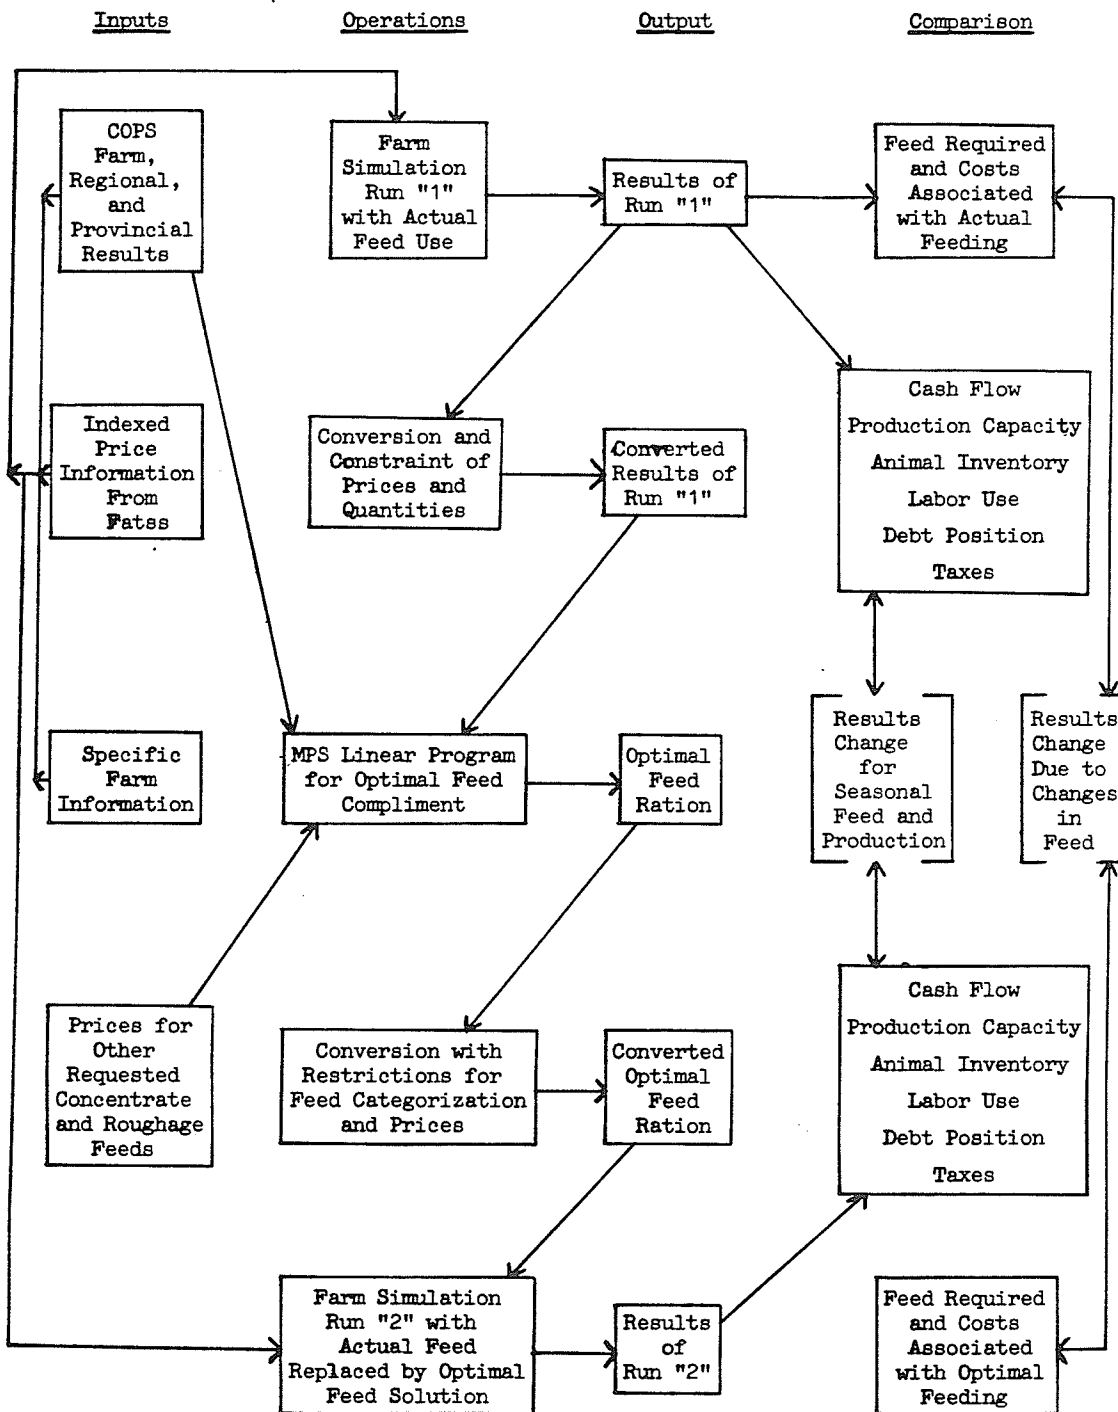 Inputs
Operations
Output
Comparison
COPS
Farm,
Regional,
and
Provincial
Results
Farm
Simulation
Run "1"
with Actual
Feed Use
Results of
Run "1"
Feed Required
and Costs
Associated
with Actual
Feeding
Indexed
Price
Information
From
Fatss
Conversion and
Constraint of
Prices and
Quantities
Converted
Results of
Run "1"
Cash Flow
Production Capacity
Animal Inventory
Labor Use
Debt Position
Taxes
Specific
Farm
Information
MPS Linear Program
for Optimal Feed
Compliment
Optimal
Feed
Ration
Results
Change
for
Seasonal
Feed and
Production
Results
Change
Due to
Changes
in
Feed
Prices for
Other
Requested
Concentrate
and Roughage
Feeds
Conversion with
Restrictions for
Feed Categorization
and Prices
Converted
Optimal
Feed
Ration
Cash Flow
Production Capacity
Animal Inventory
Labor Use
Debt Position
Taxes
Farm Simulation
Run "2" with
Actual Feed
Replaced by Optimal
Feed Solution
Results
of
Run "2"
Feed Required
and Costs
Associated
with Optimal
Feeding